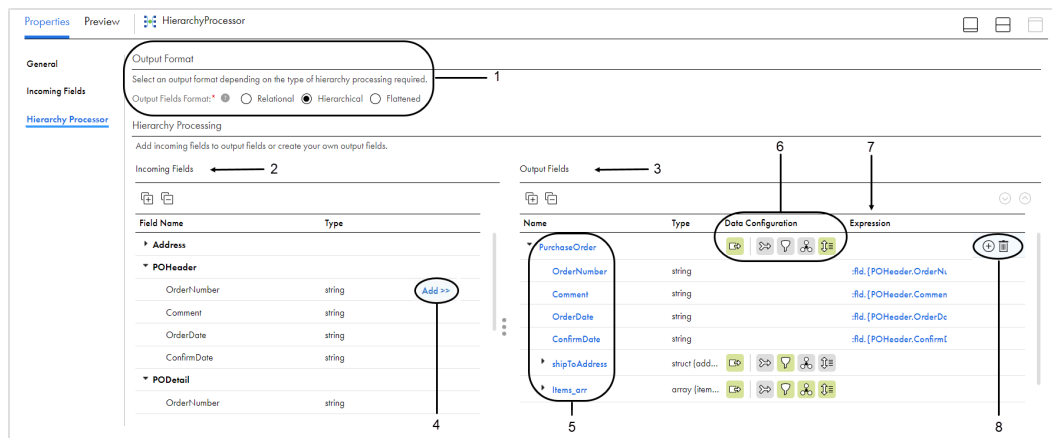 Properties Preview HierarchyProcessor
General
Incoming Fields
Hierarchy Processor
Output Format
Select an output format depending on the type of hierarchy processing required.
Output Fields Format:* Relational Hierarchical Flattened
1
Hierarchy Processing
Add incoming fields to output fields or create your own output fields.
6 7
Incoming Fields 2 Output Fields 3
Field Name Type Name Type Data Configuration Expression
Address PurchaseOrder
POHeader OrderNumber string :fld.{POHeader.OrderNu
OrderNumber string Add >> Comment string :fld.{POHeader.Commen
Comment string OrderDate string :fld.{POHeader.OrderDc
OrderDate string ConfirmDate string :fld.{POHeader.ConfirmD
ConfirmDate string shipToAddress struct (add...
PODetail Items_arr array (item...
OrderNumber string
4 5 8